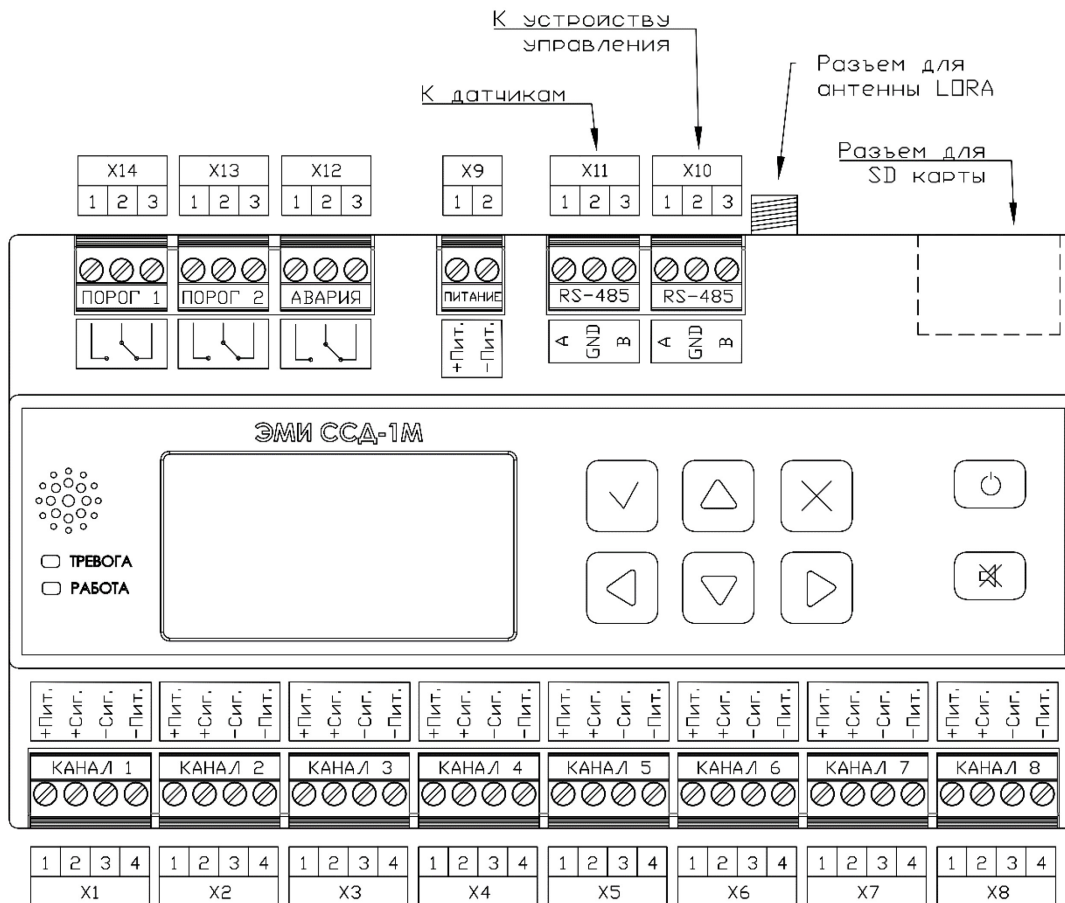 К устройству
управления
К датчикам
Разъем для
антенны LORA
Разъем для
SD карты
X14 X13 X12 X9 X11 X10
1 2 3 1 2 3 1 2 3 1 2 1 2 3 1 2 3
ПОРОГ 1 ПОРОГ 2 АВАРИЯ ПИТАНИЕ RS-485 RS-485
+Пит. -Пит. A GND B A GND B
ЭМИ ССД-1М
ТРЕВОГА
РАБОТА
+Пит. +Сиг. -Сиг. -Пит. +Пит. +Сиг. -Сиг. -Пит. +Пит. +Сиг. -Сиг. -Пит. +Пит. +Сиг. -Сиг. -Пит. +Пит. +Сиг. -Сиг. -Пит. +Пит. +Сиг. -Сиг. -Пит. +Пит. +Сиг. -Сиг. -Пит. +Пит. +Сиг. -Сиг. -Пит.
КАНАЛ 1 КАНАЛ 2 КАНАЛ 3 КАНАЛ 4 КАНАЛ 5 КАНАЛ 6 КАНАЛ 7 КАНАЛ 8
1 2 3 4 1 2 3 4 1 2 3 4 1 2 3 4 1 2 3 4 1 2 3 4 1 2 3 4 1 2 3 4
X1 X2 X3 X4 X5 X6 X7 X8